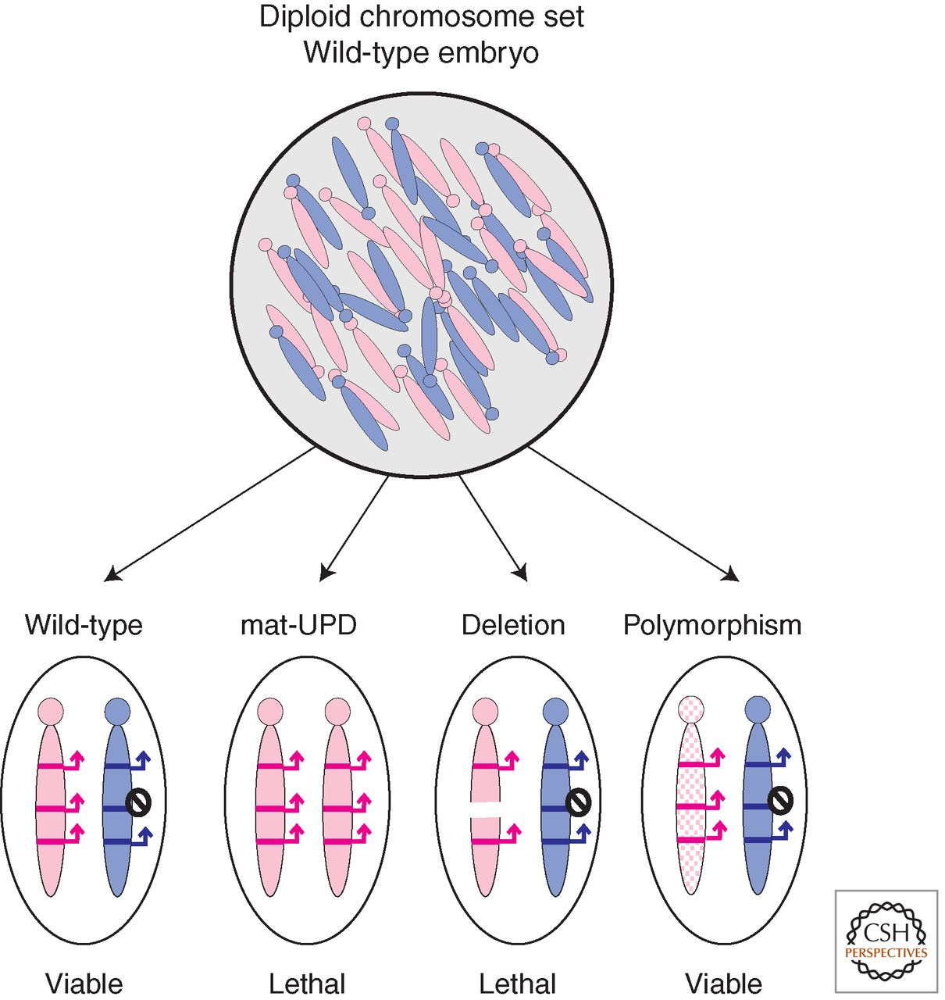 Diploid chromosome set
Wild-type embryo
Wild-type
mat-UPD
Deletion
Polymorphism
Viable
Lethal
Lethal
Viable
CSH
PERSPECTIVES